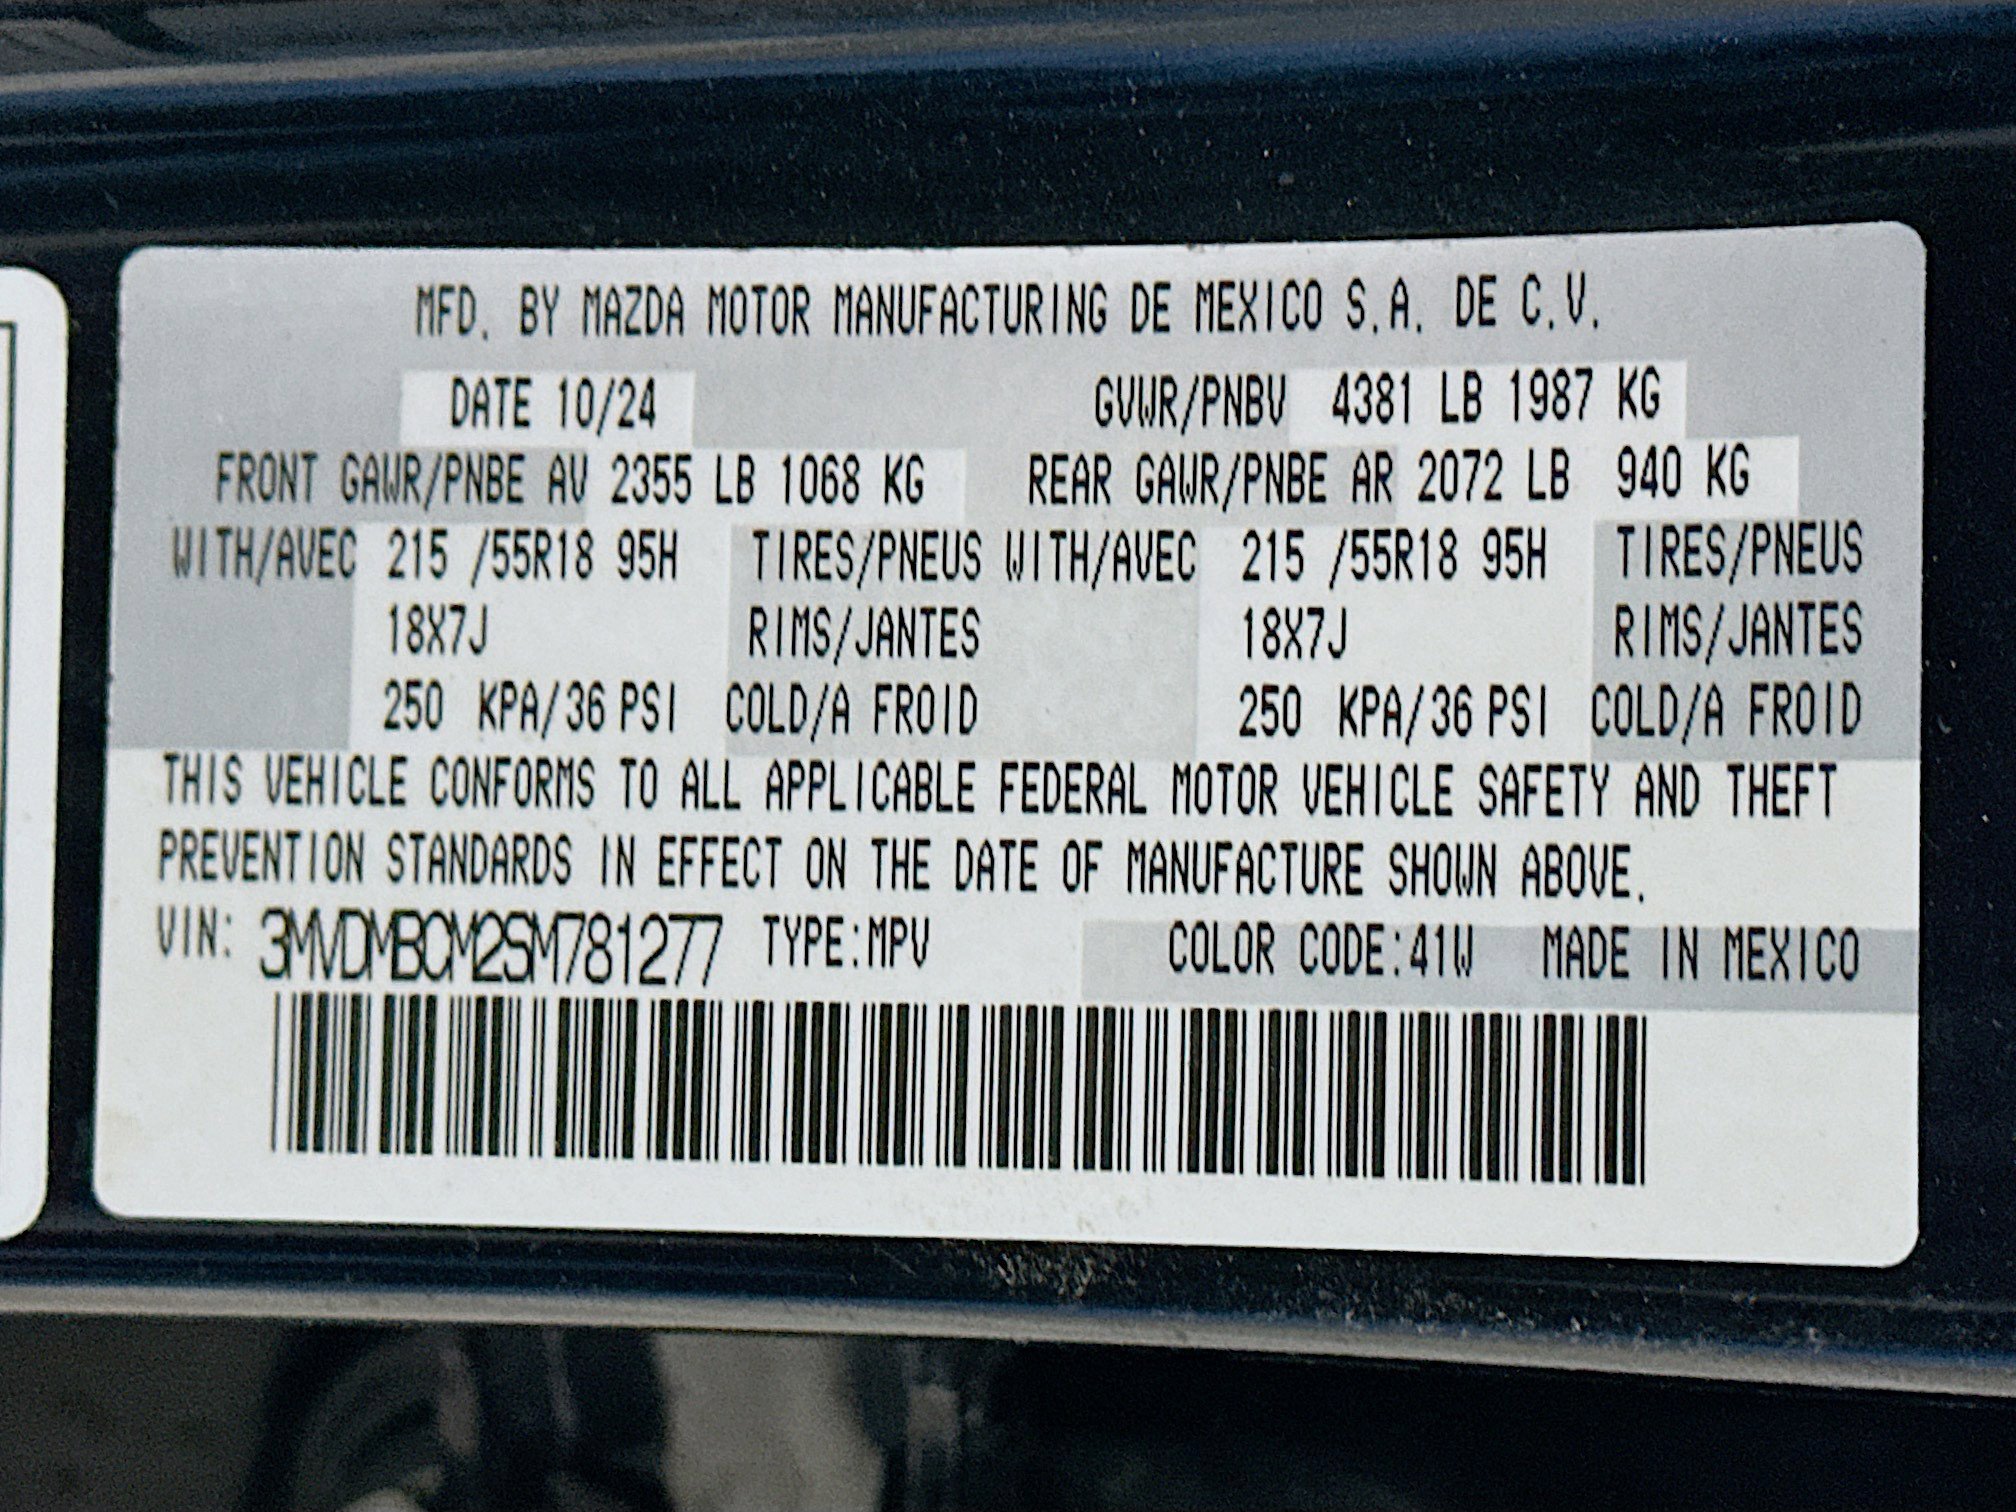 MFD. BY MAZDA MOTOR MANUFACTURING DE MEXICO S.A. DE C.V.
DATE 10/24 GVWR/PNBV 4381 LB 1987 KG
FRONT GAWR/PNBE AV 2355 LB 1068 KG REAR GAWR/PNBE AR 2072 LB 940 KG
WITH/AVEC 215 /55R18 95H TIRES/PNEUS WITH/AVEC 215 /55R18 95H TIRES/PNEUS
18X7J RIMS/JANTES 18X7J RIMS/JANTES
250 KPA/36 PSI COLD/A FROID 250 KPA/36 PSI COLD/A FROID
THIS VEHICLE CONFORMS TO ALL APPLICABLE FEDERAL MOTOR VEHICLE SAFETY AND THEFT
PREVENTION STANDARDS IN EFFECT ON THE DATE OF MANUFACTURE SHOWN ABOVE.
VIN: 3MVDMBCM2SM781277 TYPE:MPV COLOR CODE:41W MADE IN MEXICO